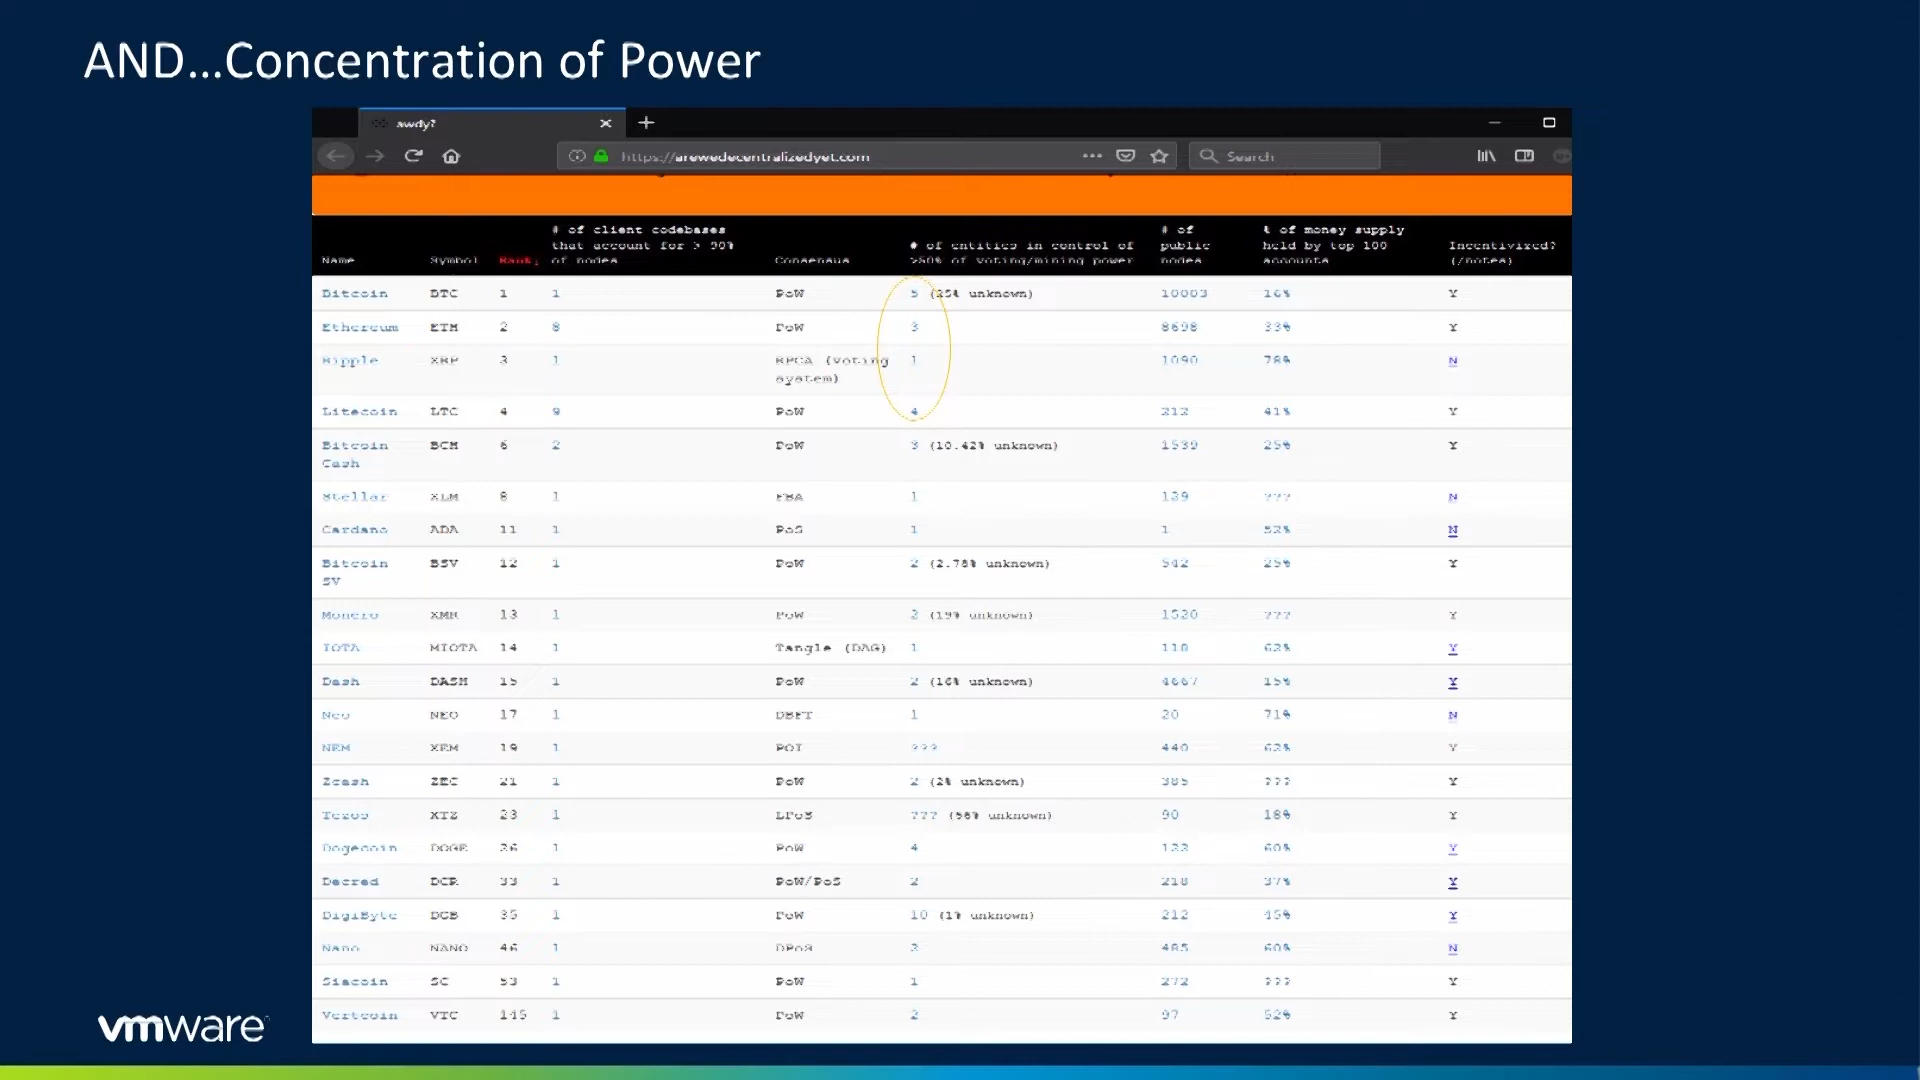 AND...Concentration of Power
awdy?
https://arewedecentralizedyet.com
Search
Name Symbol Rank # of client codebases that account for > 90% of nodes Consensus # of entities in control of >50% of voting/mining power # of public nodes % of money supply held by top 100 accounts Incentivized? (/notes)
Bitcoin BTC 1 1 PoW 5 (25% unknown) 10003 16% Y
Ethereum ETH 2 8 PoW 3 8698 33% Y
Ripple XRP 3 1 RPCA (Voting system) 1 1090 78% N
Litecoin LTC 4 9 PoW 4 212 41% Y
Bitcoin Cash BCH 6 2 PoW 3 (10.42% unknown) 1539 25% Y
Stellar XLM 8 1 FBA 1 139 ??? N
Cardano ADA 11 1 PoS 1 1 52% N
Bitcoin SV BSV 12 1 PoW 2 (2.78% unknown) 542 25% Y
Monero XMR 13 1 PoW (19% unknown) 1520 ??? Y
IOTA MIOTA 14 1 Tangle (DAG) 1 62% Y
Dash DASH 15 1 PoW 2 (16% unknown) 4667 15% Y
Neo NEO 17 1 DBFT 1 20 71% N
NEM XEM 19 1 POI ??? 440 62% Y
Zcash ZEC 21 1 PoW 2 (2% unknown) 385 ??? Y
Tezos XTZ 23 1 LPoS ??? (58% unknown) 90 18% Y
Dogecoin DOGE 26 1 PoW 4 60% Y
Decred DCR 33 1 PoW/PoS 2 218 37% Y
DigiByte DGB 35 1 PoW 10 (1% unknown) 212 45% Y
Nano NANO 46 1 DPoS 485 60% N
Siacoin SC 53 1 PoW 1 272 ??? Y
Vertcoin VTC 145 1 PoW 2 97 52% Y
vmware